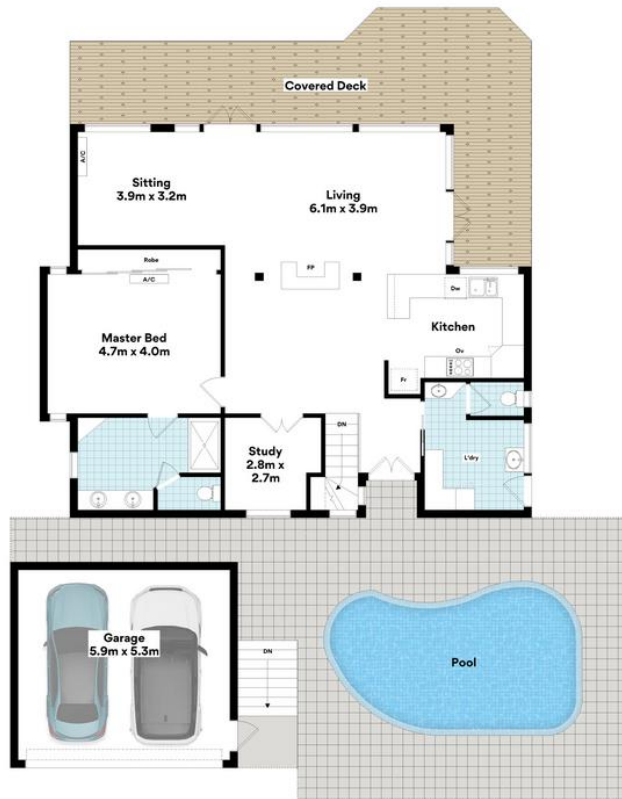 Covered Deck
A/C
Sitting
3.9m x 3.2m
Living
6.1m x 3.9m
Robe
A/C
FP
Dw
Master Bed
4.7m x 4.0m
Kitchen
Ov
Fr
Study
2.8m x
2.7m
DN
L'dry
Garage
5.9m x 5.3m
DN
Pool